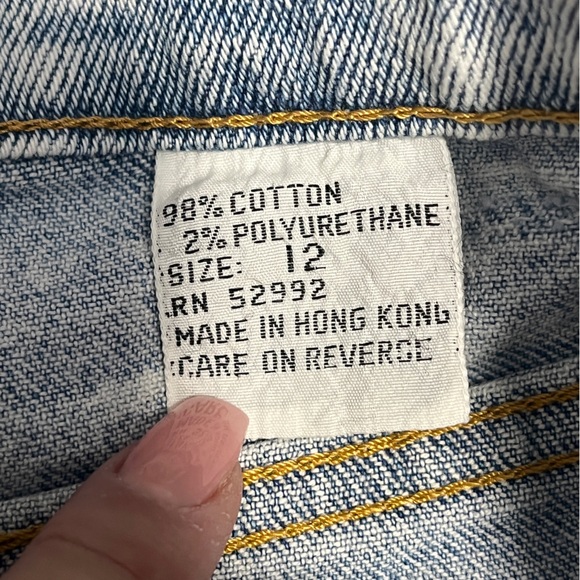 98% COTTON
2% POLYURETHANE
SIZE: 12
RN 52992
MADE IN HONG KONG
CARE ON REVERSE